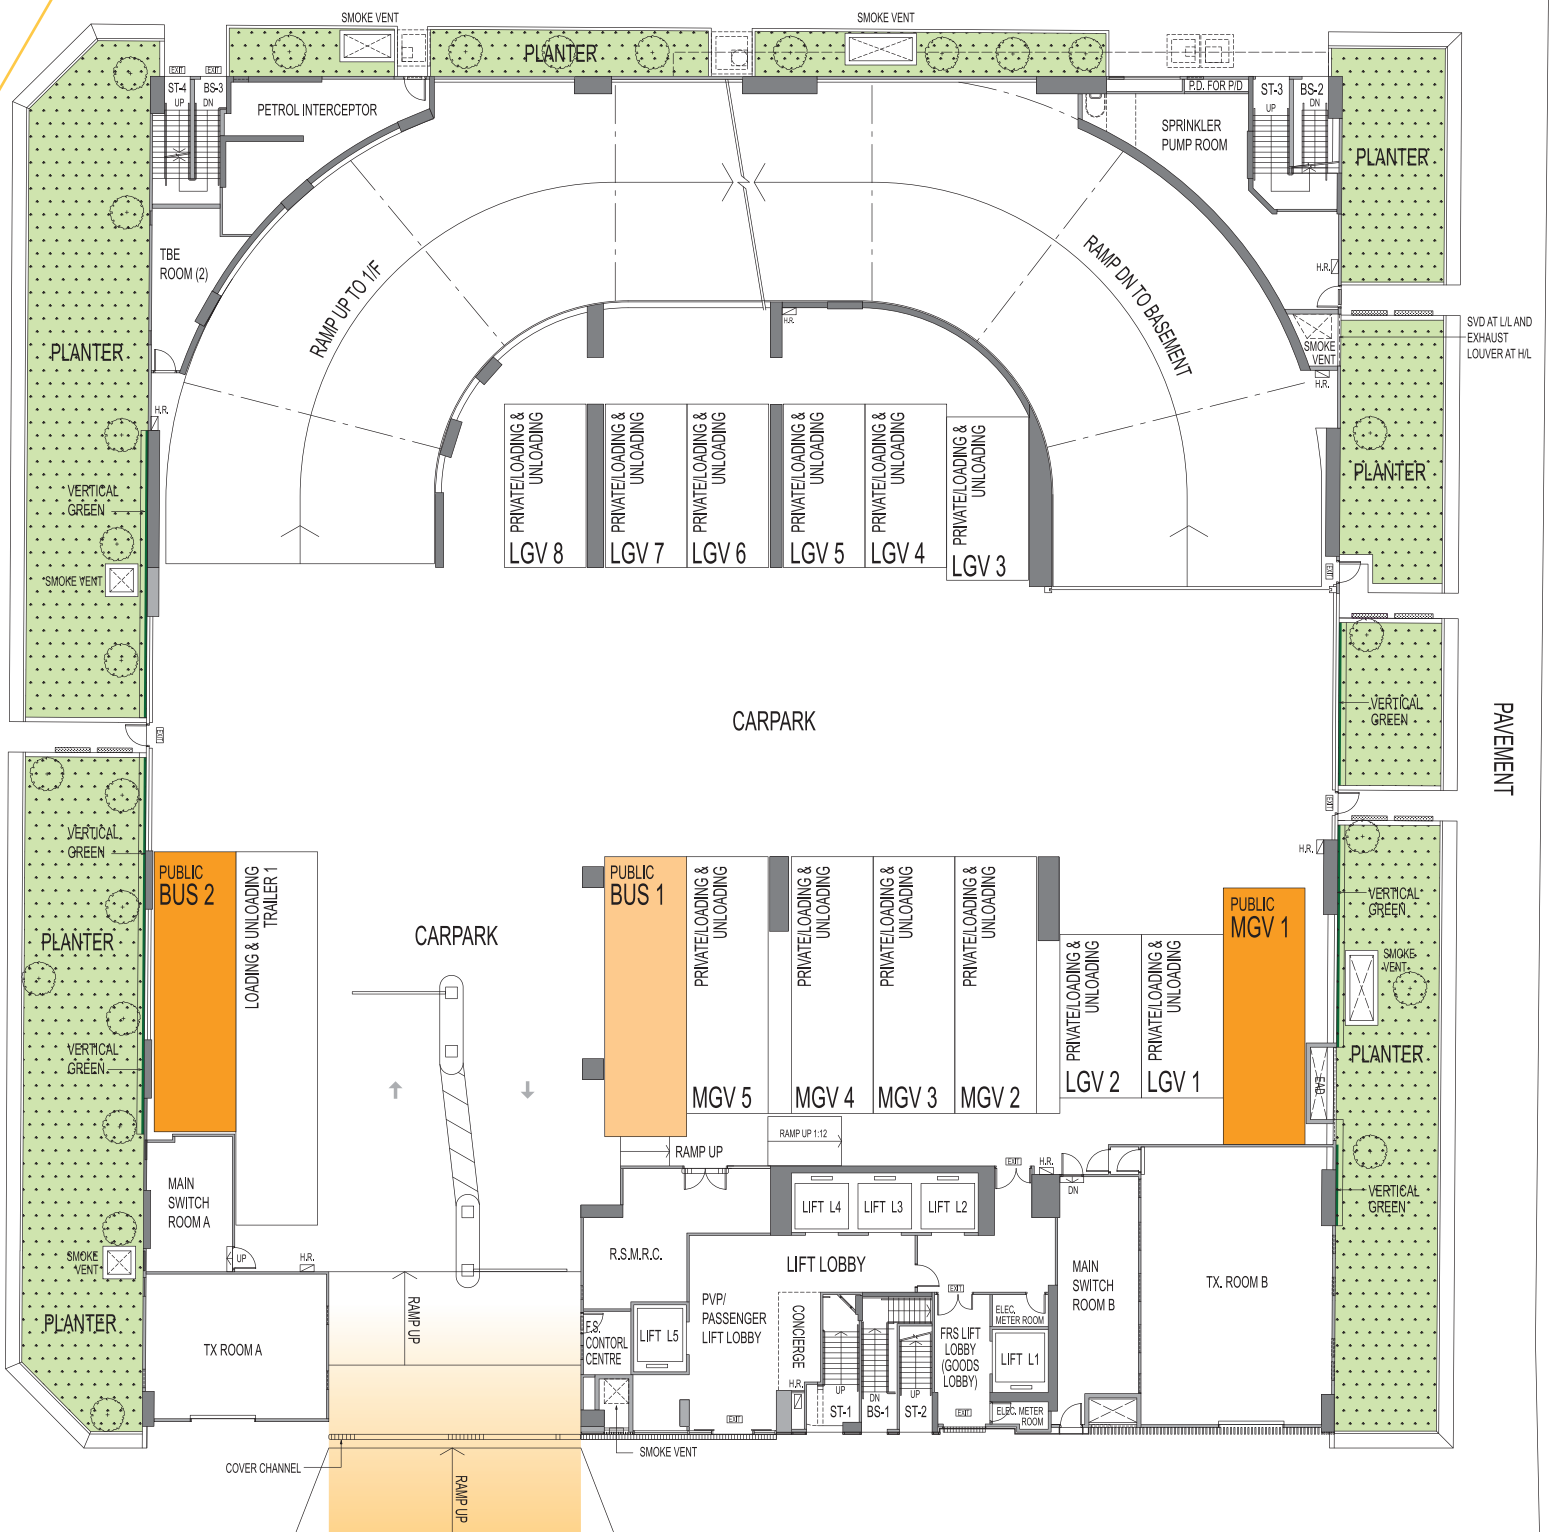 SMOKE VENT
SMOKE VENT
PLANTER
EXIT
EXIT
ST-4
UP
BS-3
DN
PETROL INTERCEPTOR
P.D. FOR P/D
ST-3
UP
BS-2
DN
SPRINKLER
PUMP ROOM
PLANTER
TBE
ROOM (2)
RAMP UP TO 1/F
RAMP DN TO BASEMENT
H.R.
H.R.
SMOKE
VENT
SVD AT L/L AND
EXHAUST
LOUVER AT H/L
PLANTER
H.R.
H.R.
VERTICAL
GREEN
SMOKE VENT
PRIVATE/LOADING &
UNLOADING
LGV 8
PRIVATE/LOADING &
UNLOADING
LGV 7
PRIVATE/LOADING &
UNLOADING
LGV 6
PRIVATE/LOADING &
UNLOADING
LGV 5
PRIVATE/LOADING &
UNLOADING
LGV 4
PRIVATE/LOADING &
UNLOADING
LGV 3
PLANTER
EXIT
CARPARK
VERTICAL
GREEN
PAVEMENT
EXIT
EXIT
VERTICAL
GREEN
PUBLIC
BUS 2
LOADING & UNLOADING
TRAILER 1
CARPARK
PUBLIC
BUS 1
PRIVATE/LOADING &
UNLOADING
MGV 5
PRIVATE/LOADING &
UNLOADING
MGV 4
PRIVATE/LOADING &
UNLOADING
MGV 3
PRIVATE/LOADING &
UNLOADING
MGV 2
PRIVATE/LOADING &
UNLOADING
LGV 2
PRIVATE/LOADING &
UNLOADING
LGV 1
PUBLIC
MGV 1
H.R.
VERTICAL
GREEN
SMOKE
VENT
PLANTER
EAD
PLANTER
VERTICAL
GREEN
RAMP UP
RAMP UP 1:12
MAIN
SWITCH
ROOM A
UP
H.R.
SMOKE
VENT
PLANTER
TX ROOM A
RAMP UP
R.S.M.R.C.
LIFT L4
LIFT L3
LIFT L2
EXIT
H.R.
DN
LIFT LOBBY
MAIN
SWITCH
ROOM B
TX. ROOM B
VERTICAL
GREEN
PVP/
PASSENGER
LIFT LOBBY
F.S.
CONTORL
CENTRE
LIFT L5
CONCIERGE
EXIT
FRS LIFT
LOBBY
(GOODS
LOBBY)
ELEC.
METER ROOM
LIFT L1
H.R.
UP
ST-1
DN
BS-1
UP
ST-2
EXIT
EXIT
ELEC. METER
ROOM
SMOKE VENT
COVER CHANNEL
RAMP UP